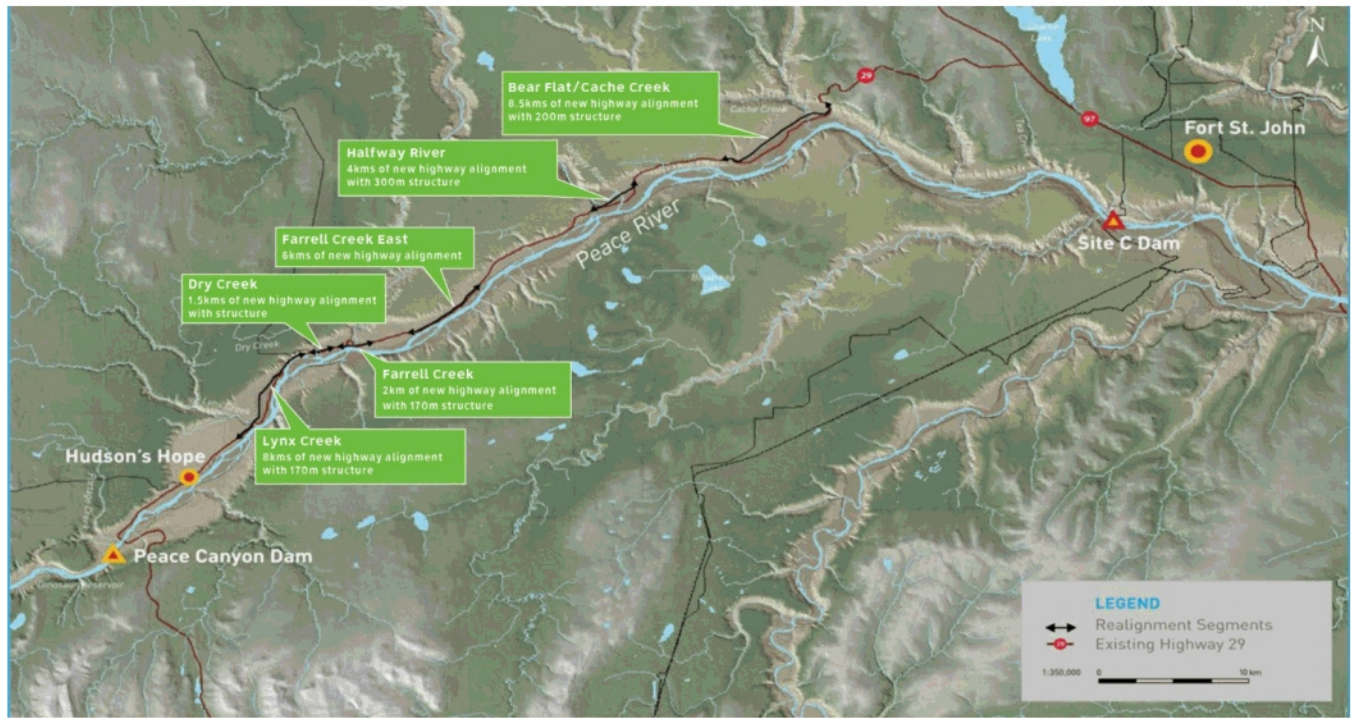 N
29
Bear Flat/Cache Creek
8.5kms of new highway alignment
with 200m structure
Cache Creek
97
Fort St. John
Halfway River
4kms of new highway alignment
with 300m structure
Peace River
Site C Dam
Farrell Creek East
6kms of new highway alignment
Dry Creek
1.5kms of new highway alignment
with structure
Dry Creek
Farrell Creek
2km of new highway alignment
with 170m structure
Lynx Creek
8kms of new highway alignment
with 170m structure
Hudson's Hope
Peace Canyon Dam
Dinosaur Reservoir
LEGEND
Realignment Segments
29
Existing Highway 29
1:350,000
0
10 km